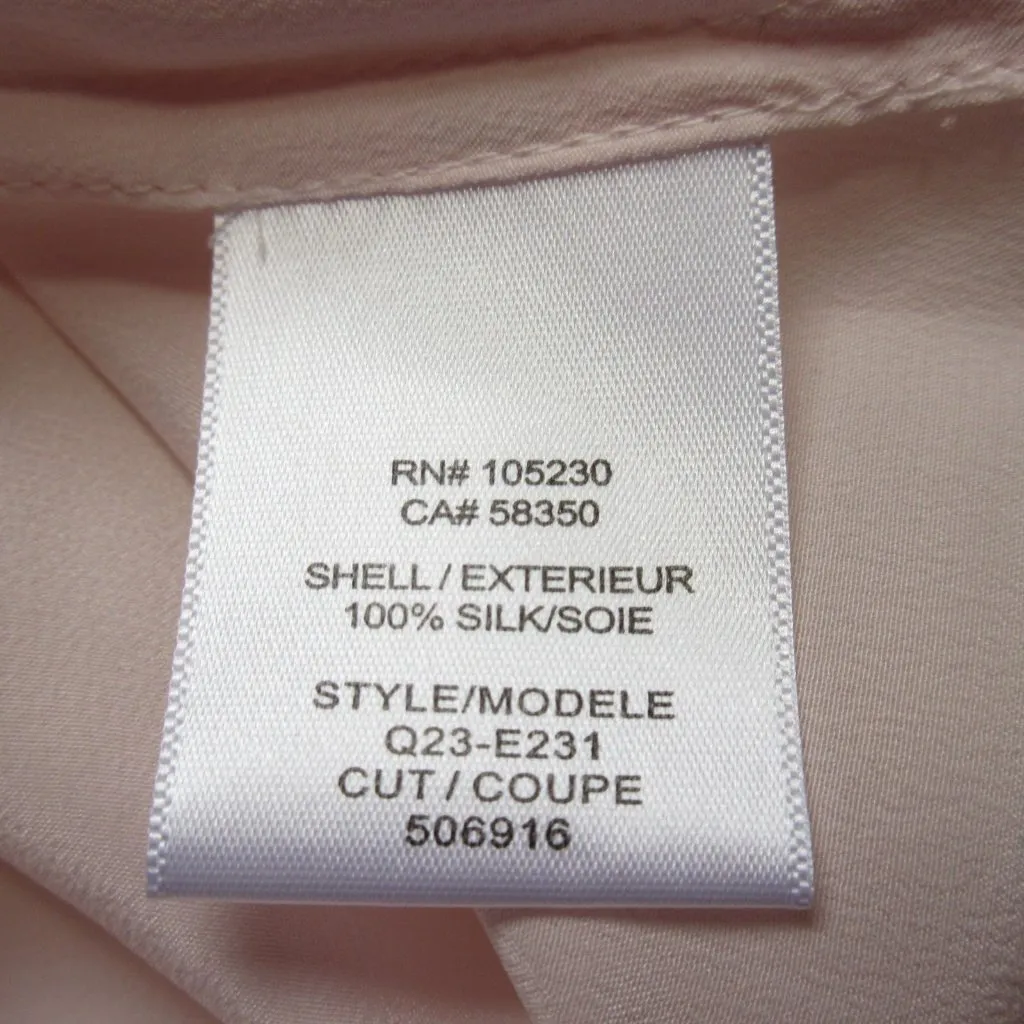 RN# 105230
CA# 58350
SHELL / EXTERIEUR
100% SILK/SOIE
STYLE/MODELE
Q23-E231
CUT / COUPE
506916